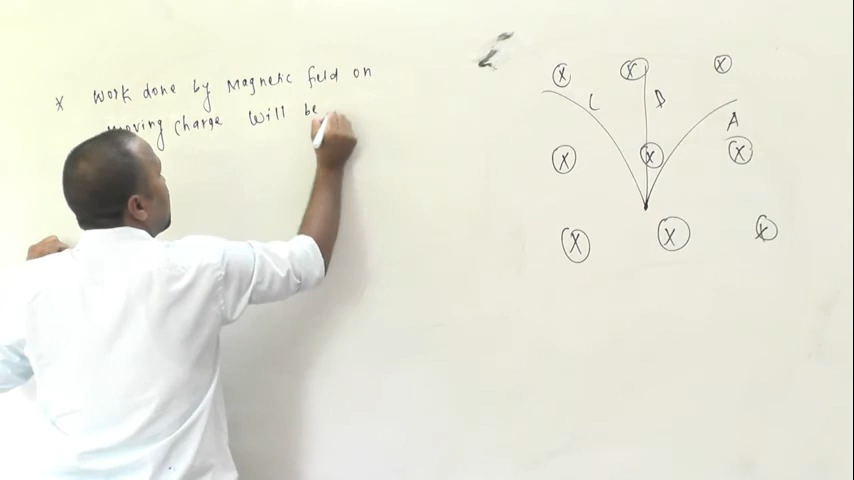 x Work done by Magnetic field on
moving charge will be
x x x
L B
A
x x x
x x x